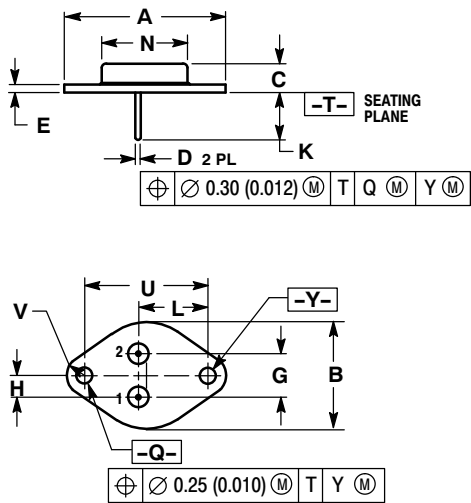 A
N
C
E
–T–
SEATING
PLANE
K
D 2 PL
⌖ ∅ 0.30 (0.012) Ⓜ T Q Ⓜ Y Ⓜ
U
L
V
–Y–
2
H
G
B
1
–Q–
⌖ ∅ 0.25 (0.010) Ⓜ T Y Ⓜ